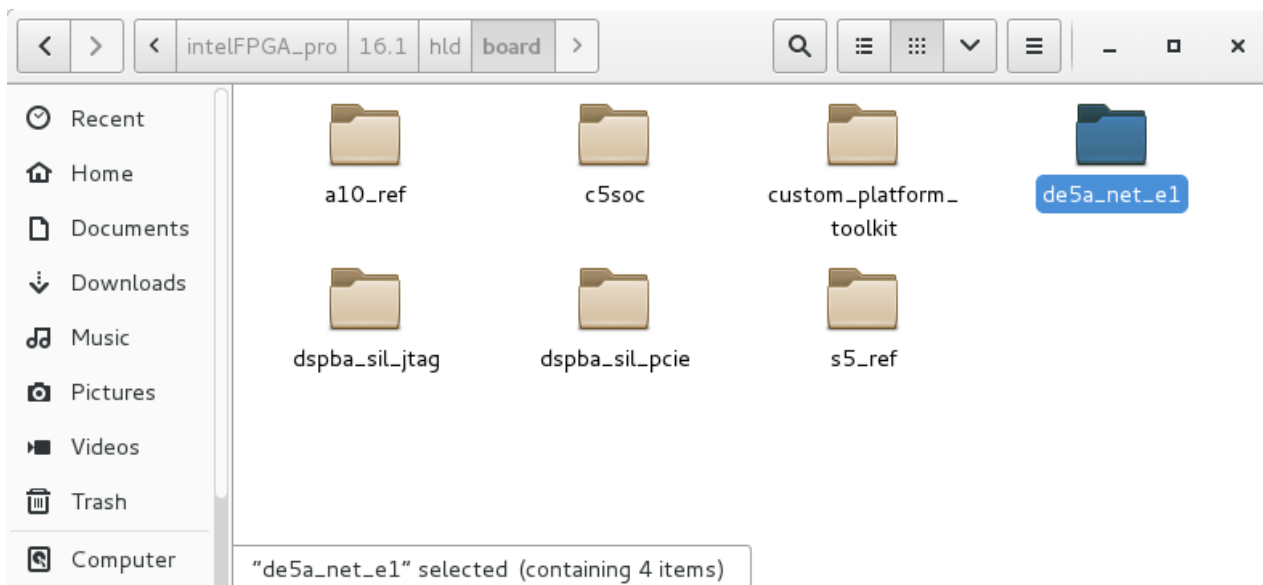 intelFPGA_pro 16.1 hld board
Recent
Home
Documents
Downloads
Music
Pictures
Videos
Trash
Computer
a10_ref
c5soc
custom_platform_
toolkit
de5a_net_e1
dspba_sil_jtag
dspba_sil_pcie
s5_ref
"de5a_net_e1" selected (containing 4 items)